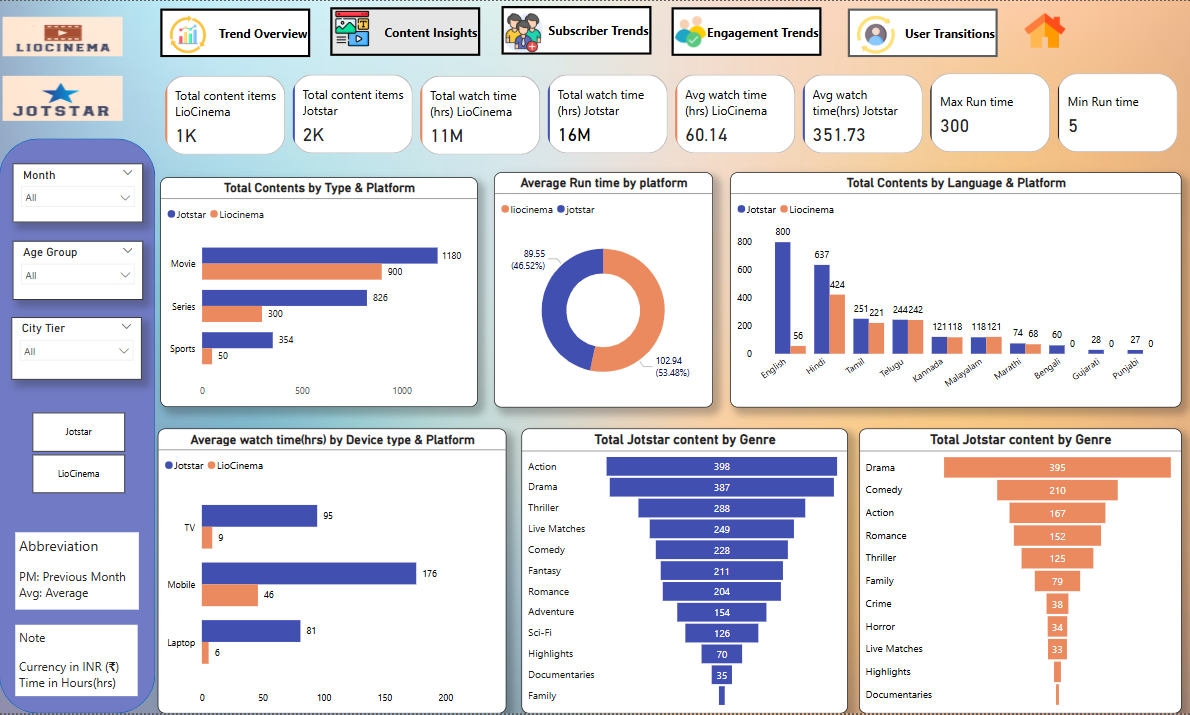 LIOCINEMA
JOTSTAR
Trend Overview
Content Insights
Subscriber Trends
Engagement Trends
User Transitions
Total content items
LioCinema
1K
Total content items
Jotstar
2K
Total watch time
(hrs) LioCinema
11M
Total watch time
(hrs) Jotstar
16M
Avg watch time
(hrs) LioCinema
60.14
Avg watch
time(hrs) Jotstar
351.73
Max Run time
300
Min Run time
5
Month
All
Age Group
All
City Tier
All
Jotstar
LioCinema
Abbreviation
PM: Previous Month
Avg: Average
Note
Currency in INR (₹)
Time in Hours(hrs)
Total Contents by Type & Platform
Jotstar Liocinema
Movie 1180
900
Series 826
300
Sports 354
50
0 500 1000
Average Run time by platform
liocinema jotstar
89.55
(46.52%)
102.94
(53.48%)
Total Contents by Language & Platform
Jotstar Liocinema
800
600
400
200
0
800 56 637 424 251 221 244 242 121 118 118 121 74 68 60 0 28 0 27 0
English Hindi Tamil Telugu Kannada Malayalam Marathi Bengali Gujarati Punjabi
Average watch time(hrs) by Device type & Platform
Jotstar LioCinema
TV 95
9
Mobile 176
46
Laptop 81
6
0 50 100 150 200
Total Jotstar content by Genre
Action 398
Drama 387
Thriller 288
Live Matches 249
Comedy 228
Fantasy 211
Romance 204
Adventure 154
Sci-Fi 126
Highlights 70
Documentaries 35
Family
Total Jotstar content by Genre
Drama 395
Comedy 210
Action 167
Romance 152
Thriller 125
Family 79
Crime 38
Horror 34
Live Matches 33
Highlights
Documentaries